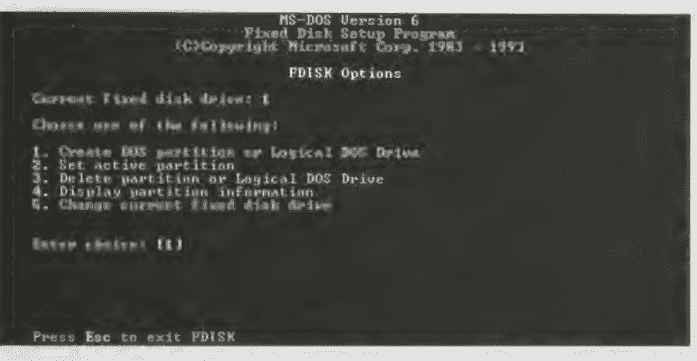 MS-DOS Version 6
Fixed Disk Setup Program
(C)Copyright Microsoft Corp. 1983 - 1993
FDISK Options
Current fixed disk drive: 1
Choose one of the following:
1. Create DOS partition or Logical DOS Drive
2. Set active partition
3. Delete partition or Logical DOS Drive
4. Display partition information
5. Change current fixed disk drive
Enter choice: [1]
Press Esc to exit FDISK